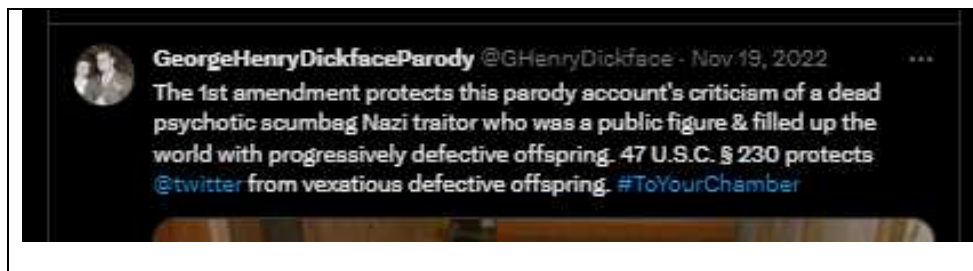 GeorgeHenryDickfaceParody @GHenryDickface · Nov 19, 2022
The 1st amendment protects this parody account's criticism of a dead
psychotic scumbag Nazi traitor who was a public figure & filled up the
world with progressively defective offspring. 47 U.S.C. § 230 protects
@twitter from vexatious defective offspring. #ToYourChamber